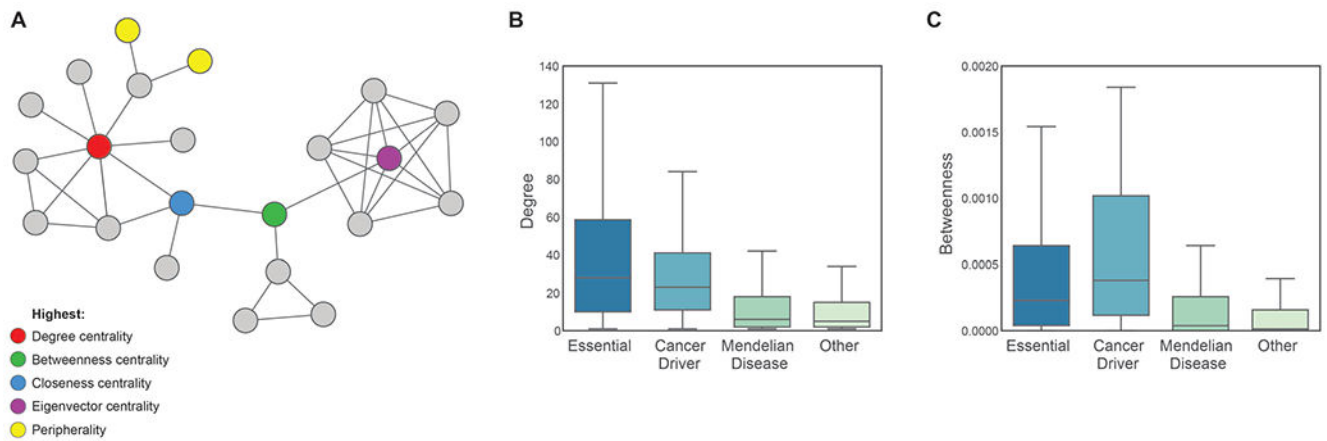 A
Highest:
Degree centrality
Betweenness centrality
Closeness centrality
Eigenvector centrality
Peripherality
B
Degree
140
120
100
80
60
40
20
0
Essential
Cancer
Driver
Mendelian
Disease
Other
C
Betweenness
0.0020
0.0015
0.0010
0.0005
0.0000
Essential
Cancer
Driver
Mendelian
Disease
Other